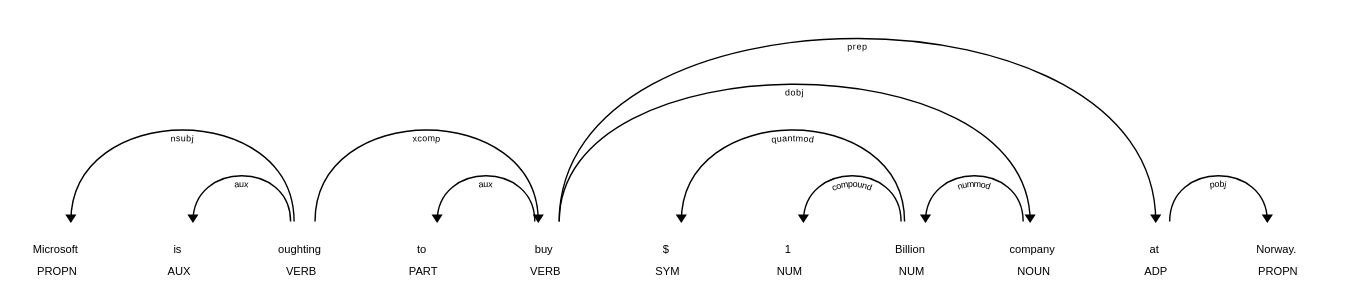 prep
dobj
nsubj xcomp quantmod
aux aux compound nummod pobj
Microsoft is oughting to buy $ 1 Billion company at Norway.
PROPN AUX VERB PART VERB SYM NUM NUM NOUN ADP PROPN